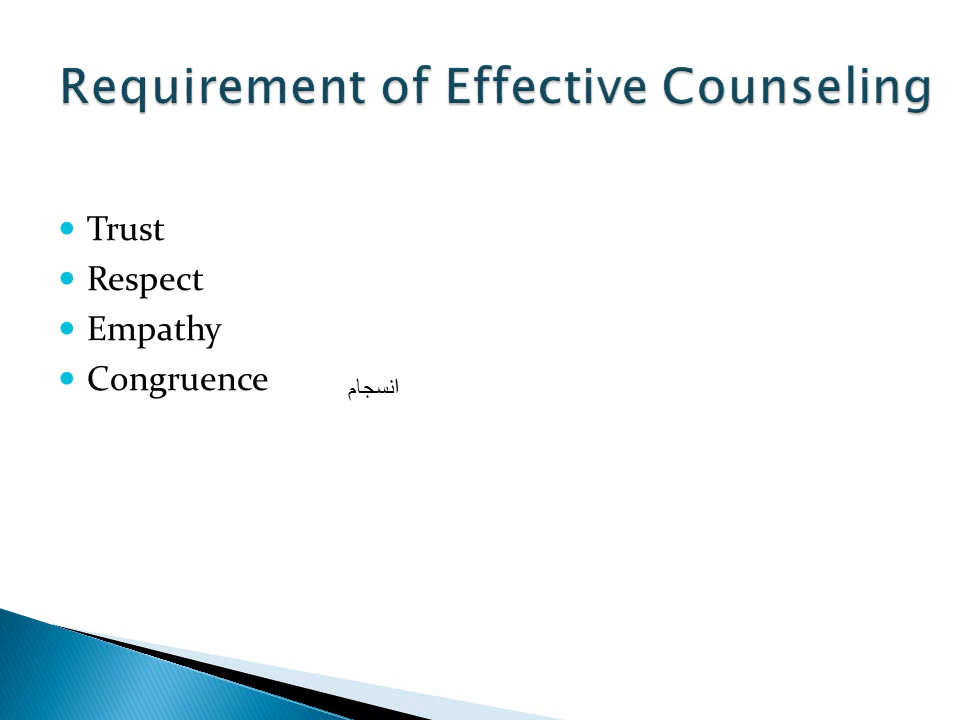 Requirement of Effective Counseling
Trust
Respect
Empathy
Congruence انسجام